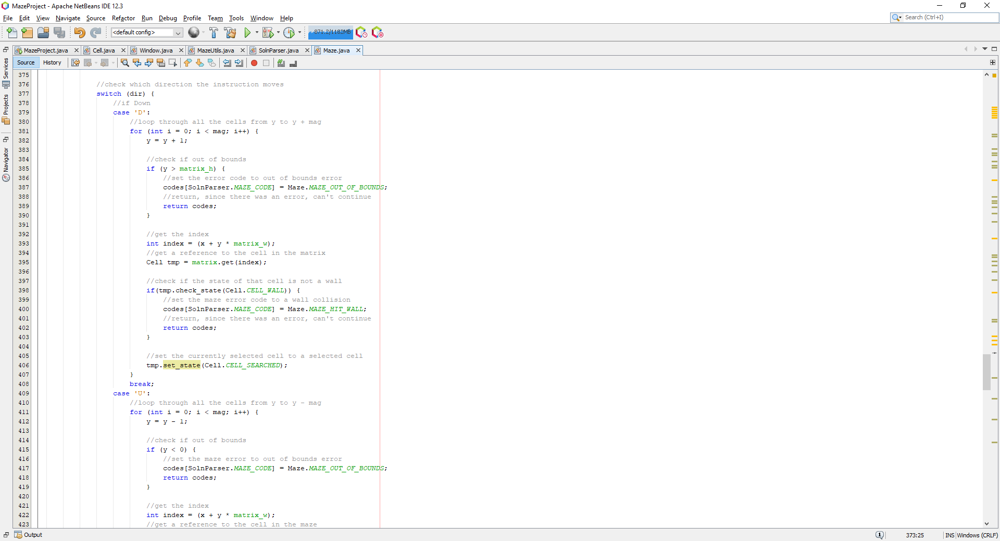 MazeProject - Apache NetBeans IDE 12.3
File Edit View Navigate Source Refactor Run Debug Profile Team Tools Window Help
Search (Ctrl+I)
<default config>
871.2/1182MB
MazeProject.java Cell.java Window.java MazeUtils.java SolnParser.java Maze.java
Source History
Services
Projects
Navigator
375
376 //check which direction the instruction moves
377 switch (dir) {
378 //if Down
379 case 'D':
380 //loop through all the cells from y to y + mag
381 for (int i = 0; i < mag; i++) {
382 y = y + 1;
383
384 //check if out of bounds
385 if (y > matrix_h) {
386 //set the error code to out of bounds error
387 codes[SolnParser.MAZE_CODE] = Maze.MAZE_OUT_OF_BOUNDS;
388 //return, since there was an error, can't continue
389 return codes;
390 }
391
392 //get the index
393 int index = (x + y * matrix_w);
394 //get a reference to the cell in the matrix
395 Cell tmp = matrix.get(index);
396
397 //check if the state of that cell is not a wall
398 if(tmp.check_state(Cell.CELL_WALL)) {
399 //set the maze error code to a wall collision
400 codes[SolnParser.MAZE_CODE] = Maze.MAZE_HIT_WALL;
401 //return, since there was an error, can't continue
402 return codes;
403 }
404
405 //set the currently selected cell to a selected cell
406 tmp.set_state(Cell.CELL_SEARCHED);
407 }
408 break;
409 case 'U':
410 //loop through all the cells from y to y - mag
411 for (int i = 0; i < mag; i++) {
412 y = y - 1;
413
414 //check if out of bounds
415 if (y < 0) {
416 //set the maze error to out of bounds error
417 codes[SolnParser.MAZE_CODE] = Maze.MAZE_OUT_OF_BOUNDS;
418 return codes;
419 }
420
421 //get the index
422 int index = (x + y * matrix_w);
423 //get a reference to the cell in the maze
Output
1
373:25 INS Windows (CRLF)